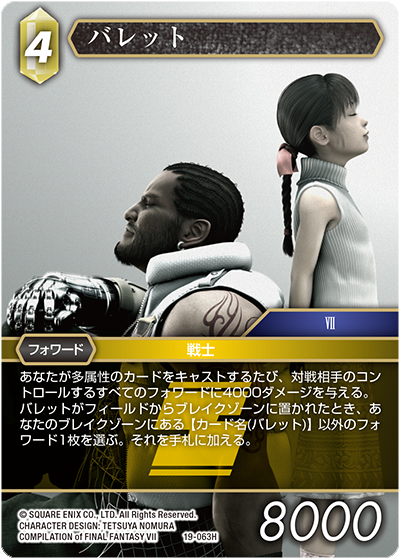 4
バレット
VII
フォワード
戦士
あなたが多属性のカードをキャストするたび、対戦相手のコント
ロールするすべてのフォワードに4000ダメージを与える。
バレットがフィールドからブレイクゾーンに置かれたとき、あ
なたのブレイクゾーンにある【カード名(バレット)】以外のフォ
ワード1枚を選ぶ。それを手札に加える。
© SQUARE ENIX CO., LTD. All Rights Reserved.
CHARACTER DESIGN: TETSUYA NOMURA
COMPILATION of FINAL FANTASY VII
19-063H
8000